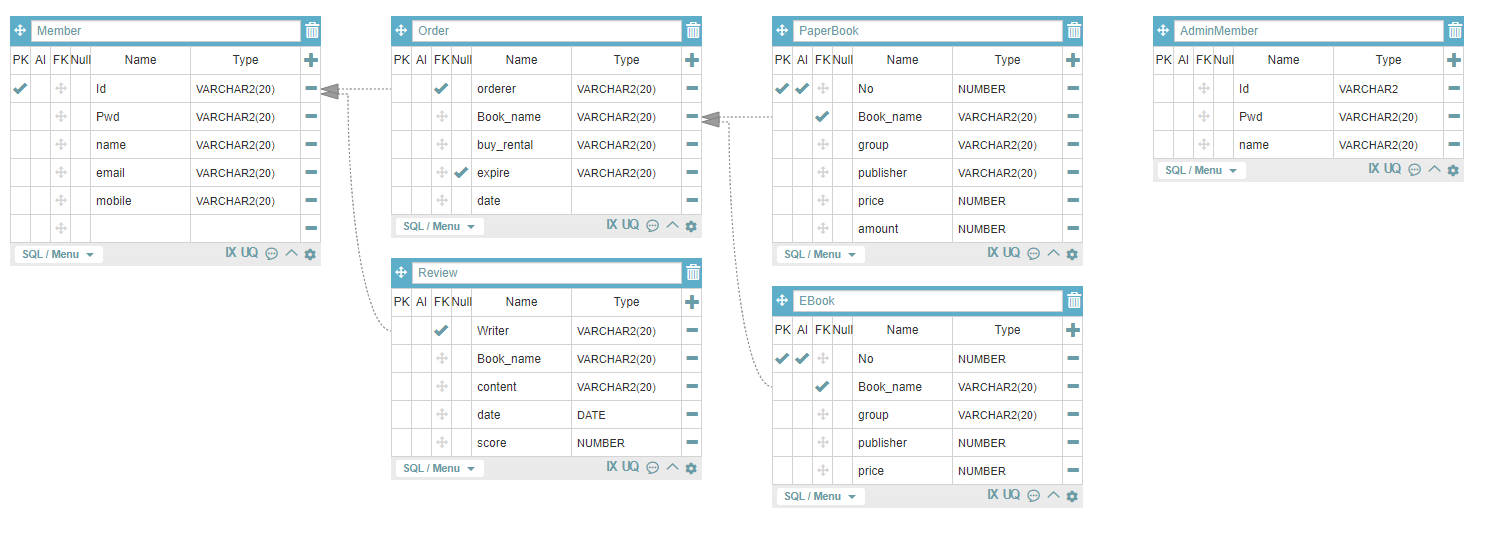 Member
PK AI FK Null Name Type
Id VARCHAR2(20)
Pwd VARCHAR2(20)
name VARCHAR2(20)
email VARCHAR2(20)
mobile VARCHAR2(20)
SQL / Menu IX UQ
Order
PK AI FK Null Name Type
orderer VARCHAR2(20)
Book_name VARCHAR2(20)
buy_rental VARCHAR2(20)
expire VARCHAR2(20)
date
SQL / Menu IX UQ
Review
PK AI FK Null Name Type
Writer VARCHAR2(20)
Book_name VARCHAR2(20)
content VARCHAR2(20)
date DATE
score NUMBER
SQL / Menu IX UQ
PaperBook
PK AI FK Null Name Type
No NUMBER
Book_name VARCHAR2(20)
group VARCHAR2(20)
publisher VARCHAR2(20)
price NUMBER
amount NUMBER
SQL / Menu IX UQ
EBook
PK AI FK Null Name Type
No NUMBER
Book_name VARCHAR2(20)
group VARCHAR2(20)
publisher NUMBER
price NUMBER
SQL / Menu IX UQ
AdminMember
PK AI FK Null Name Type
Id VARCHAR2
Pwd VARCHAR2(20)
name VARCHAR2(20)
SQL / Menu IX UQ